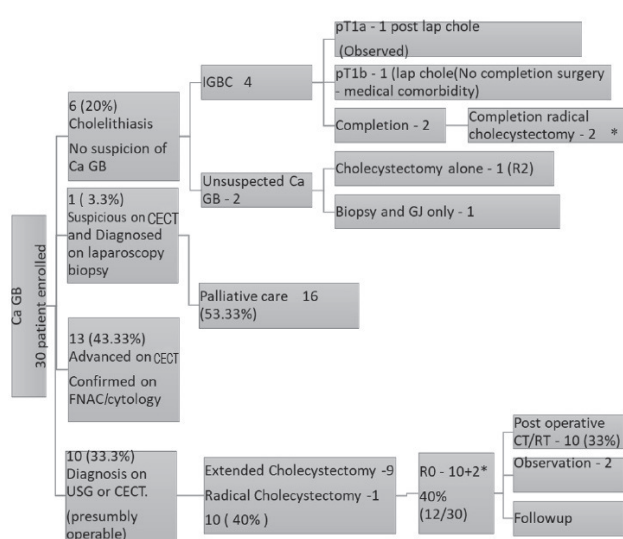 Ca GB
30 patient enrolled
6 (20%)
Cholelithiasis
No suspicion of
Ca GB
1 ( 3.3%)
Suspicious on CECT
and Diagnosed
on laparoscopy
biopsy
13 (43.33%)
Advanced on CECT
Confirmed on
FNAC/cytology
10 (33.3%)
Diagnosis on
USG or CECT.
(presumbly
operable)
IGBC 4
Unsuspected Ca
GB - 2
Palliative care 16
(53.33%)
Extended Cholecystectomy -9
Radical Cholecystectomy -1
10 ( 40% )
pT1a - 1 post lap chole
(Observed)
pT1b - 1 (lap chole(No completion surgery
- medical comorbidity)
Completion - 2
Completion radical
cholecystectomy - 2 *
Cholecystectomy alone - 1 (R2)
Biopsy and GJ only - 1
R0 - 10+2*
40%
(12/30)
Post operative
CT/RT - 10 (33%)
Observation - 2
Followup